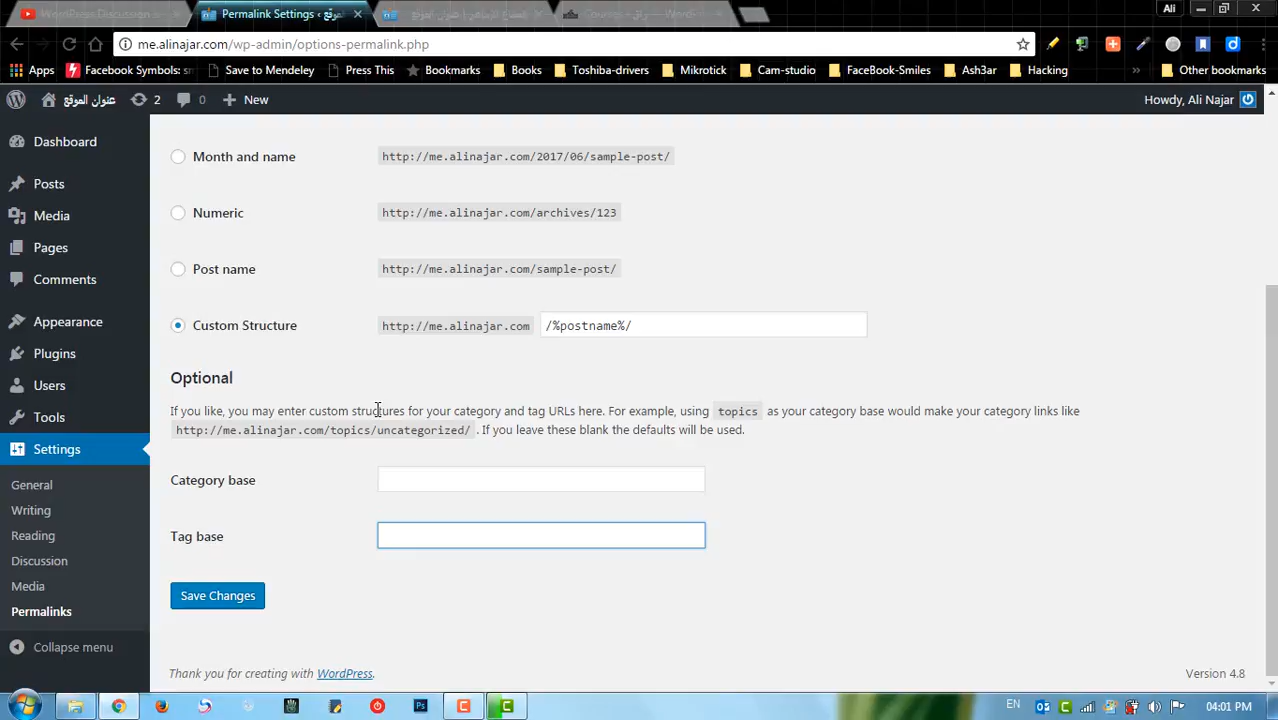 WordPress Discussion a
Permalink Settings ‹ الموقع
Courses – رواق – WordP
Ali
me.alinajar.com/wp-admin/options-permalink.php
Apps Facebook Symbols: sm Save to Mendeley Press This Bookmarks Books Toshiba-drivers Mikrotick Cam-studio FaceBook-Smiles Ash3ar Hacking » Other bookmarks
عنوان الموقع 2 0 New Howdy, Ali Najar
Dashboard
Posts
Media
Pages
Comments
Appearance
Plugins
Users
Tools
Settings
General
Writing
Reading
Discussion
Media
Permalinks
Collapse menu
Month and name http://me.alinajar.com/2017/06/sample-post/
Numeric http://me.alinajar.com/archives/123
Post name http://me.alinajar.com/sample-post/
Custom Structure http://me.alinajar.com /%postname%/
Optional
If you like, you may enter custom structures for your category and tag URLs here. For example, using topics as your category base would make your category links like
http://me.alinajar.com/topics/uncategorized/ . If you leave these blank the defaults will be used.
Category base
Tag base
Save Changes
Thank you for creating with WordPress. Version 4.8
EN 04:01 PM